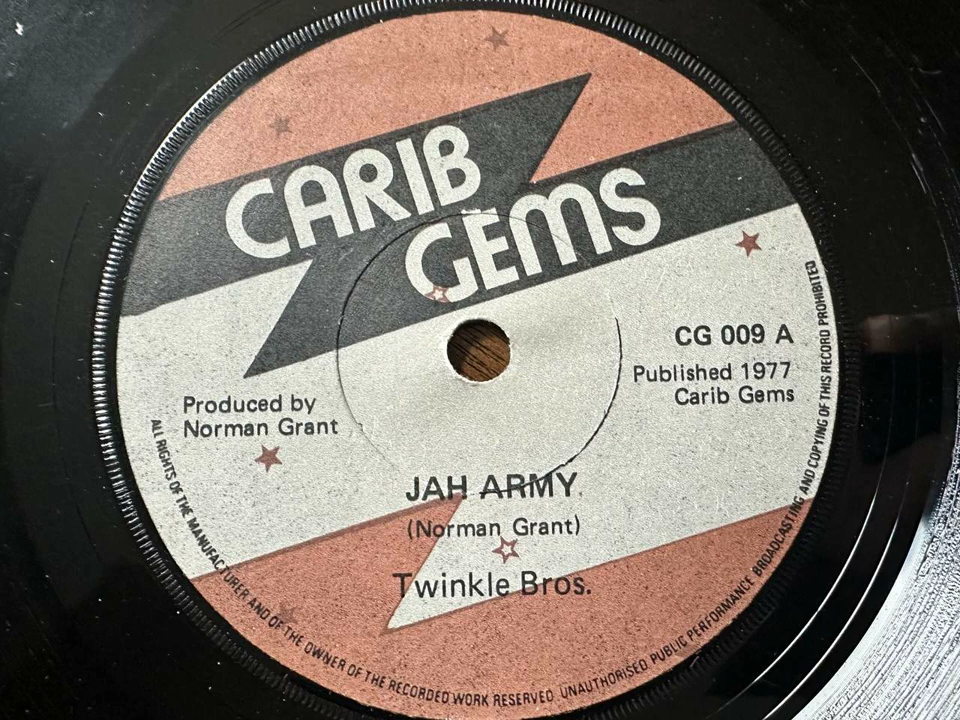 CARIB
GEMS
CG 009 A
Published 1977
Carib Gems
Produced by
Norman Grant
JAH ARMY
(Norman Grant)
Twinkle Bros.
ALL RIGHTS OF THE MANUFACTURER AND OF THE OWNER OF THE RECORDED WORK RESERVED UNAUTHORISED PUBLIC PERFORMANCE BROADCASTING AND COPYING OF THIS RECORD PROHIBITED